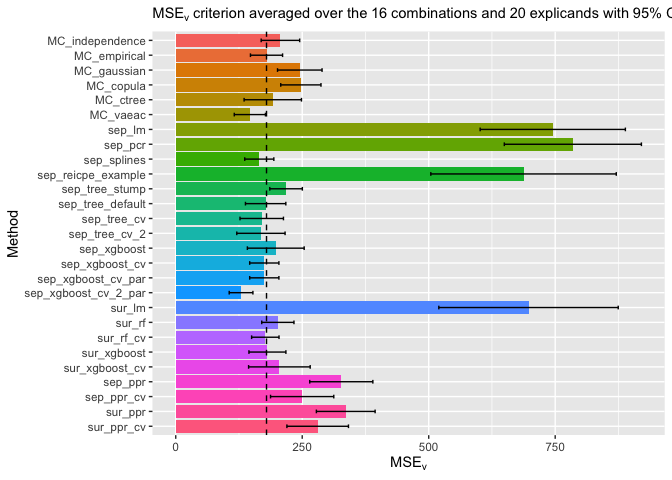 MSEv criterion averaged over the 16 combinations and 20 explicands with 95% C
MC_independence
MC_empirical
MC_gaussian
MC_copula
MC_ctree
MC_vaeac
sep_lm
sep_pcr
sep_splines
sep_reicpe_example
sep_tree_stump
sep_tree_default
sep_tree_cv
sep_tree_cv_2
sep_xgboost
sep_xgboost_cv
sep_xgboost_cv_par
sep_xgboost_cv_2_par
sur_lm
sur_rf
sur_rf_cv
sur_xgboost
sur_xgboost_cv
sep_ppr
sep_ppr_cv
sur_ppr
sur_ppr_cv
Method
0 250 500 750
MSEv